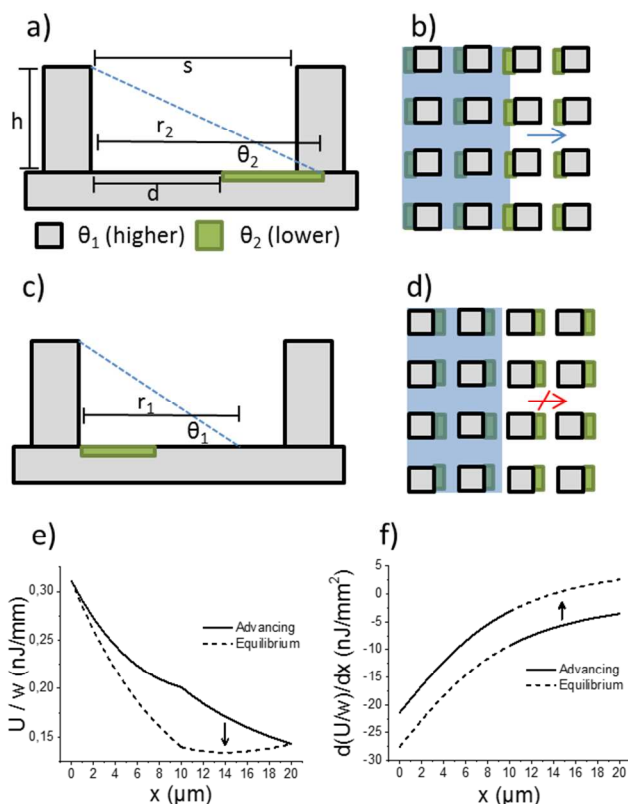 a)
b)
s
h
r₂
θ₂
d
θ₁ (higher)
θ₂ (lower)
c)
d)
r₁
θ₁
e)
f)
U / w (nJ/mm)
0,30
0,25
0,20
0,15
Advancing
Equilibrium
0 2 4 6 8 10 12 14 16 18 20
x (μm)
d(U/w)/dx (nJ/mm²)
5
0
-5
-10
-15
-20
-25
-30
Advancing
Equilibrium
0 2 4 6 8 10 12 14 16 18 20
x (μm)